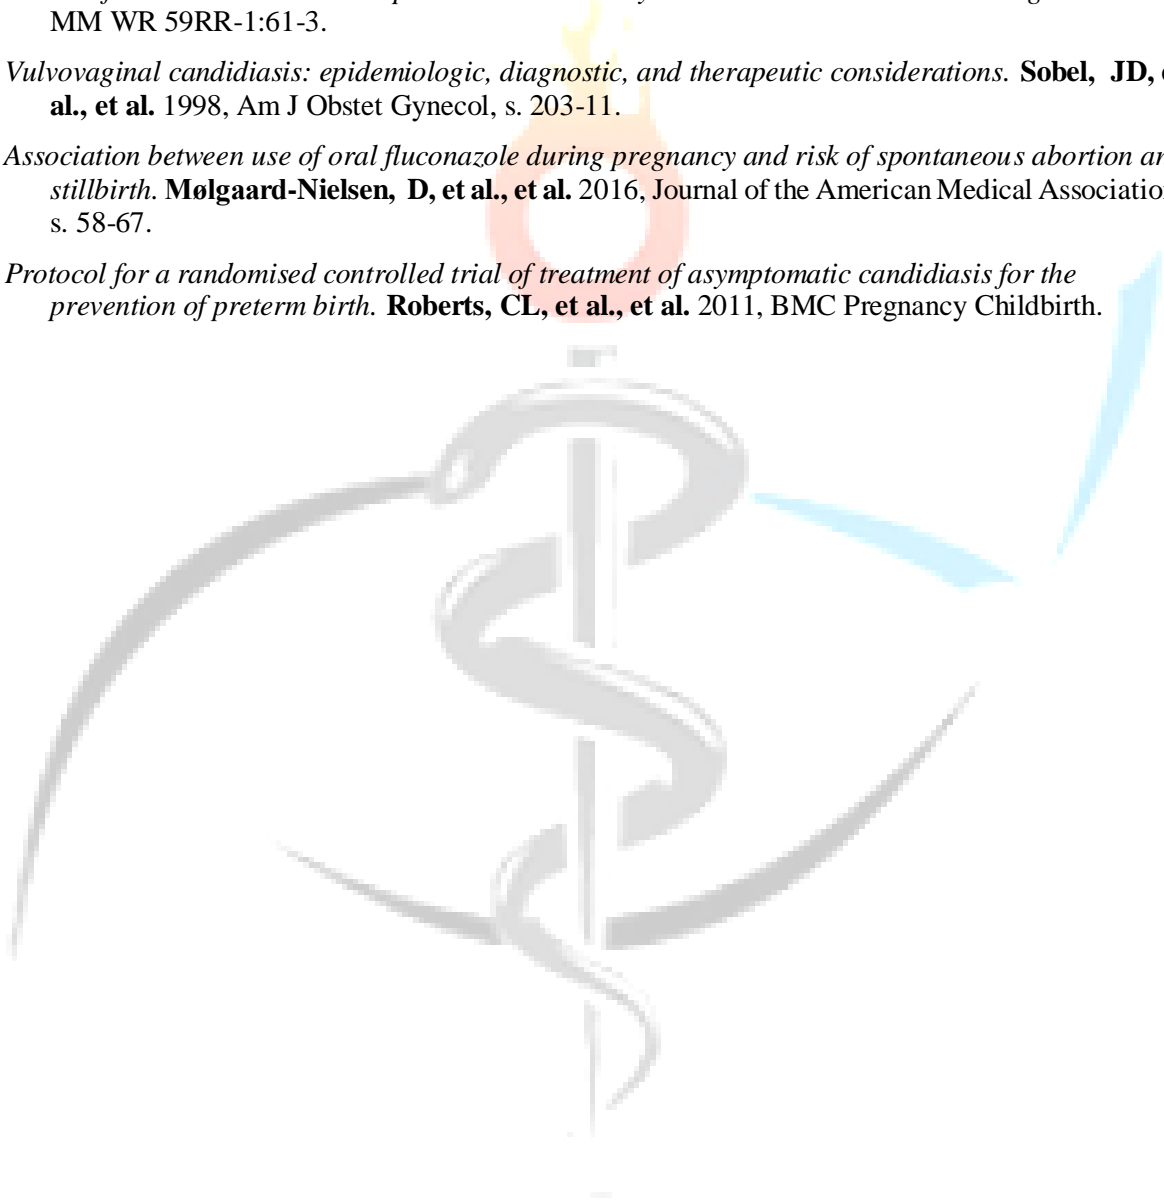 MM WR 59RR-1:61-3.
Vulvovaginal candidiasis: epidemiologic, diagnostic, and therapeutic considerations. Sobel, JD,
al., et al. 1998, Am J Obstet Gynecol, s. 203-11.
Association between use of oral fluconazole during pregnancy and risk of spontaneous abortion
stillbirth. Mølgaard-Nielsen, D, et al., et al. 2016, Journal of the American Medical Association
s. 58-67.
Protocol for a randomised controlled trial of treatment of asymptomatic candidiasis for the
prevention of preterm birth. Roberts, CL, et al., et al. 2011, BMC Pregnancy Childbirth.